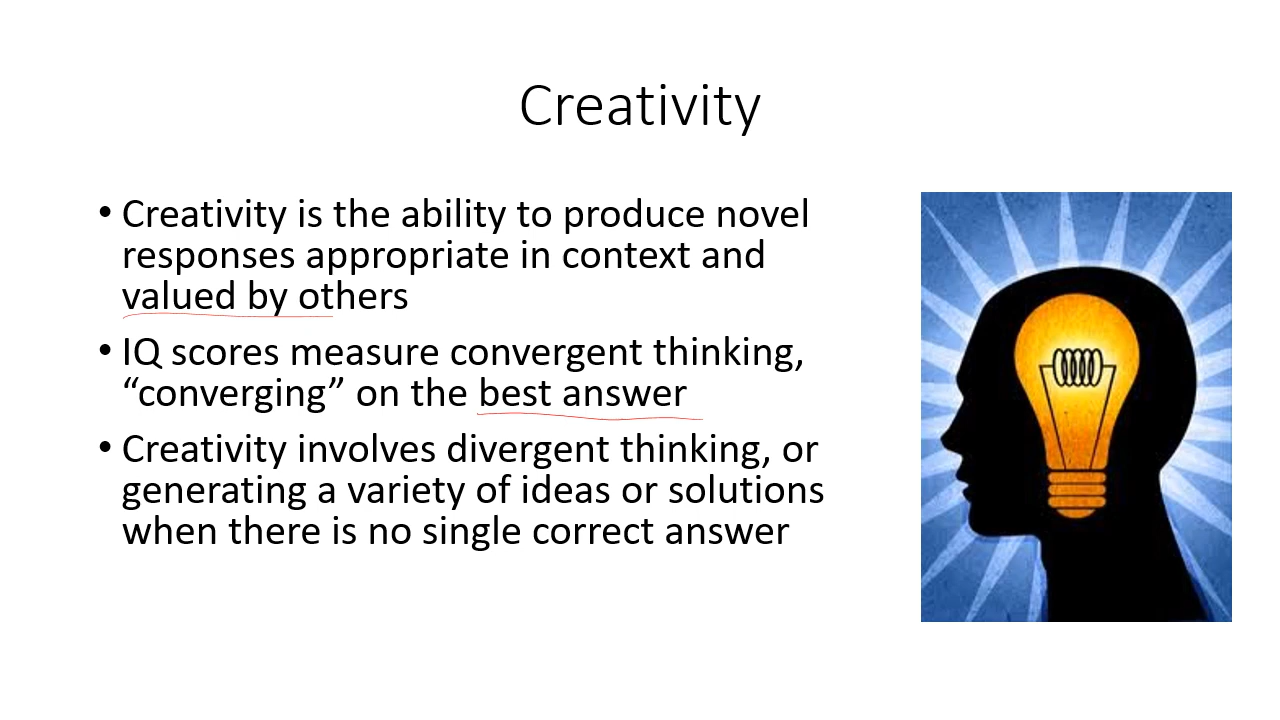 Creativity
• Creativity is the ability to produce novel
responses appropriate in context and
valued by others
• IQ scores measure convergent thinking,
“converging” on the best answer
• Creativity involves divergent thinking, or
generating a variety of ideas or solutions
when there is no single correct answer